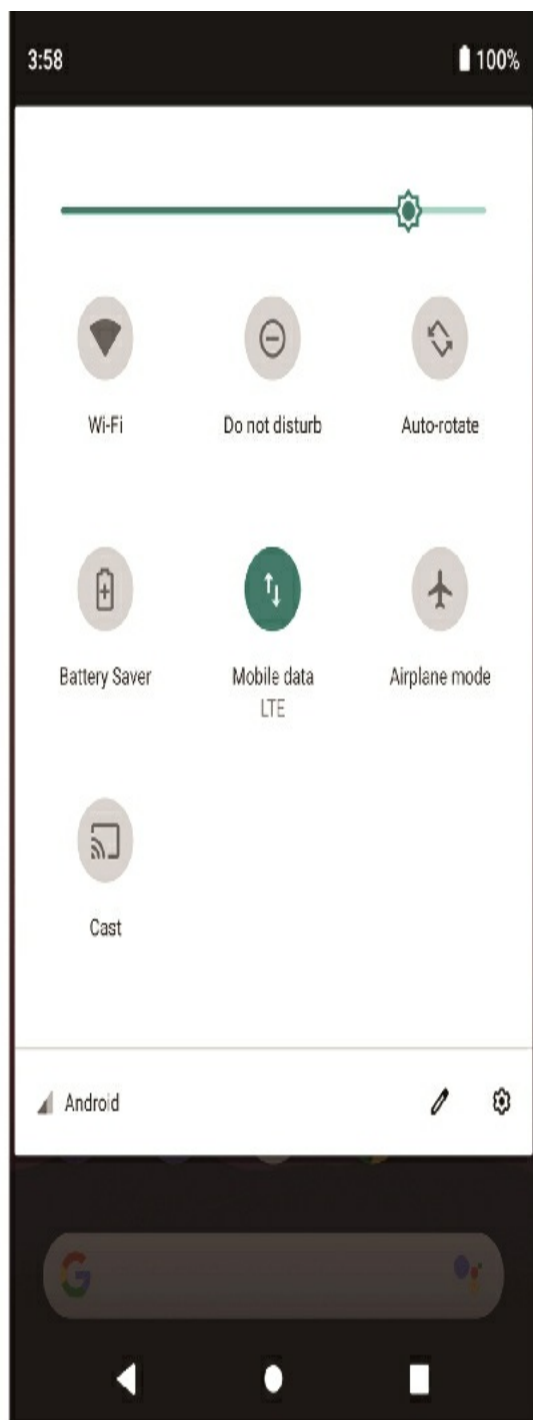 3:58 100%
Wi-Fi Do not disturb Auto-rotate
Battery Saver Mobile data Airplane mode
LTE
Cast
Android
G